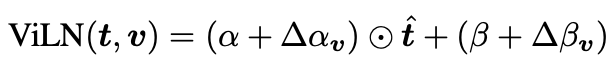 ViLN(t, v) = (α + Δα_v) ⊙ t̂ + (β + Δβ_v)